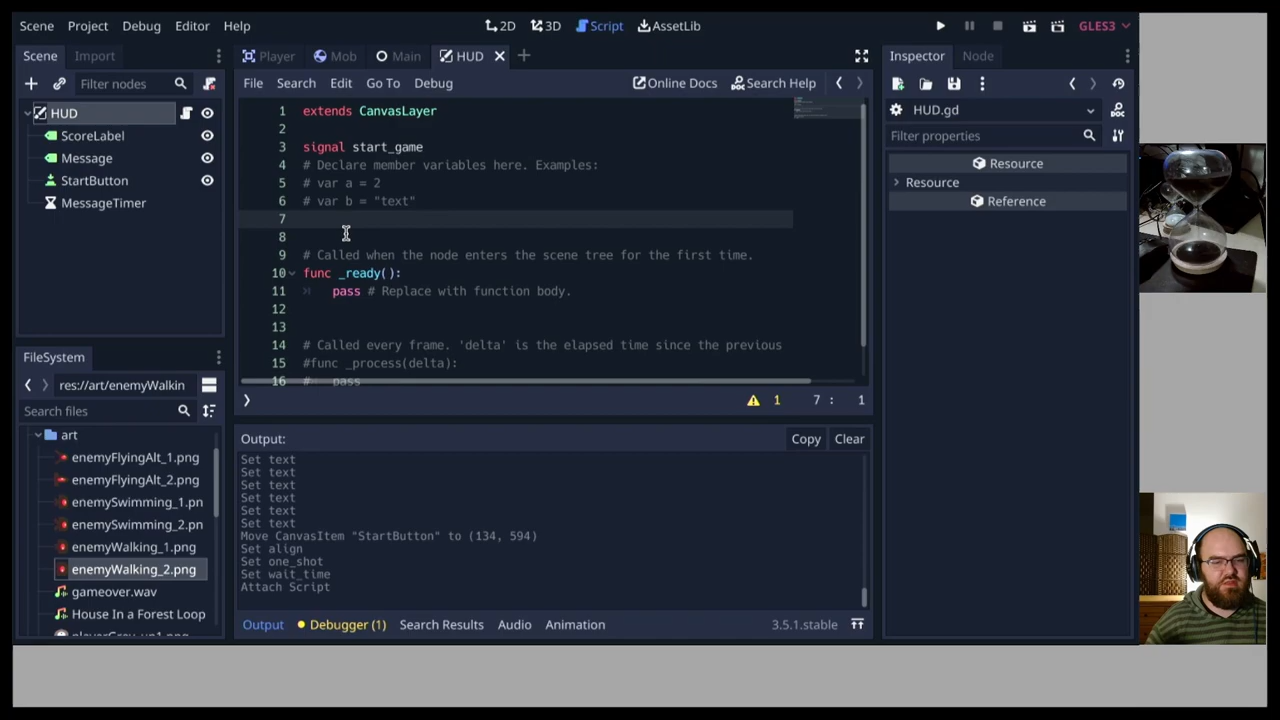 Scene Project Debug Editor Help
2D 3D Script AssetLib
GLES3
Scene Import
Player Mob Main HUD
Inspector Node
Filter nodes
File Search Edit Go To Debug
Online Docs Search Help
HUD
ScoreLabel
Message
StartButton
MessageTimer
1 extends CanvasLayer
2
3 signal start_game
4 # Declare member variables here. Examples:
5 # var a = 2
6 # var b = "text"
7
8
9 # Called when the node enters the scene tree for the first time.
10 func _ready():
11 pass # Replace with function body.
12
13
14 # Called every frame. 'delta' is the elapsed time since the previous
15 #func _process(delta):
16 # pass
1 7 : 1
HUD.gd
Filter properties
Resource
Resource
Reference
FileSystem
res://art/enemyWalkin
Search files
art
enemyFlyingAlt_1.png
enemyFlyingAlt_2.png
enemySwimming_1.pn
enemySwimming_2.pn
enemyWalking_1.png
enemyWalking_2.png
gameover.wav
House In a Forest Loop
playerGrey_up1.png
Output:
Copy Clear
Set text
Set text
Set text
Set text
Set text
Set text
Move CanvasItem "StartButton" to (134, 594)
Set align
Set one_shot
Set wait_time
Attach Script
Output Debugger (1) Search Results Audio Animation 3.5.1.stable